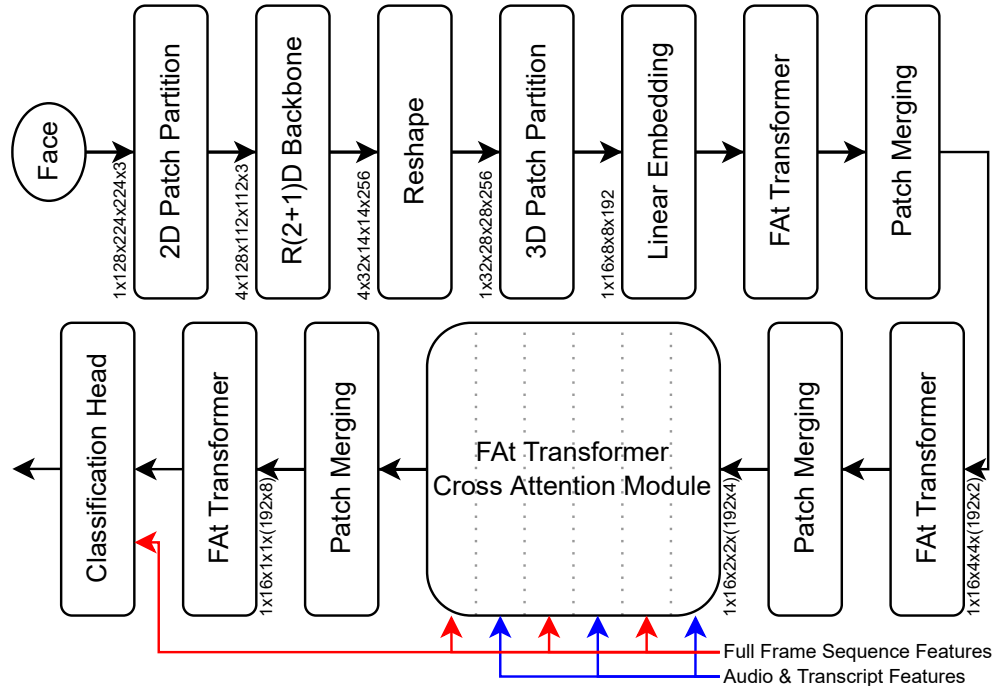 Face
1x128x224x224x3
2D Patch Partition
4x128x112x112x3
R(2+1)D Backbone
4x32x14x14x256
Reshape
1x32x28x28x256
3D Patch Partition
1x16x8x8x192
Linear Embedding
FAt Transformer
Patch Merging
1x16x4x4x(192x2)
FAt Transformer
Patch Merging
1x16x2x2x(192x4)
FAt Transformer
Cross Attention Module
Patch Merging
1x16x1x1x(192x8)
FAt Transformer
Classification Head
Full Frame Sequence Features
Audio & Transcript Features